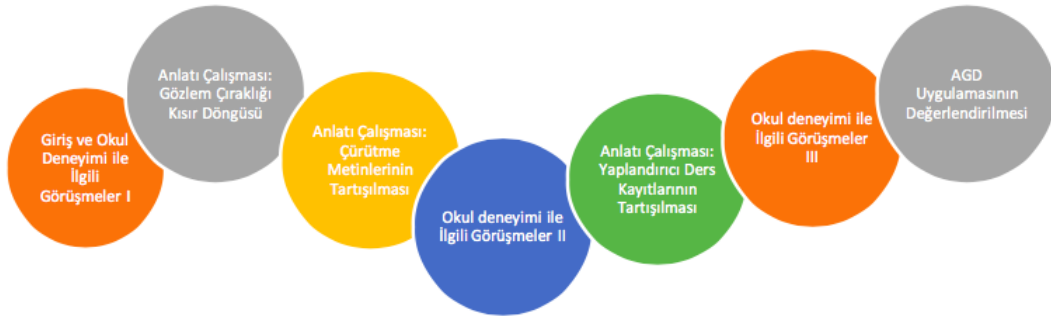 Giriş ve Okul
Deneyimi ile
İlgili
Görüşmeler I
Anlatı Çalışması:
Gözlem Çıraklığı
Kısır Döngüsü
Anlatı Çalışması:
Çürütme
Metinlerinin
Tartışılması
Okul deneyimi ile
İlgili Görüşmeler II
Anlatı Çalışması:
Yaplandırıcı Ders
Kayıtlarının
Tartışılması
Okul deneyimi ile
İlgili Görüşmeler
III
AGD
Uygulamasının
Değerlendirilmesi